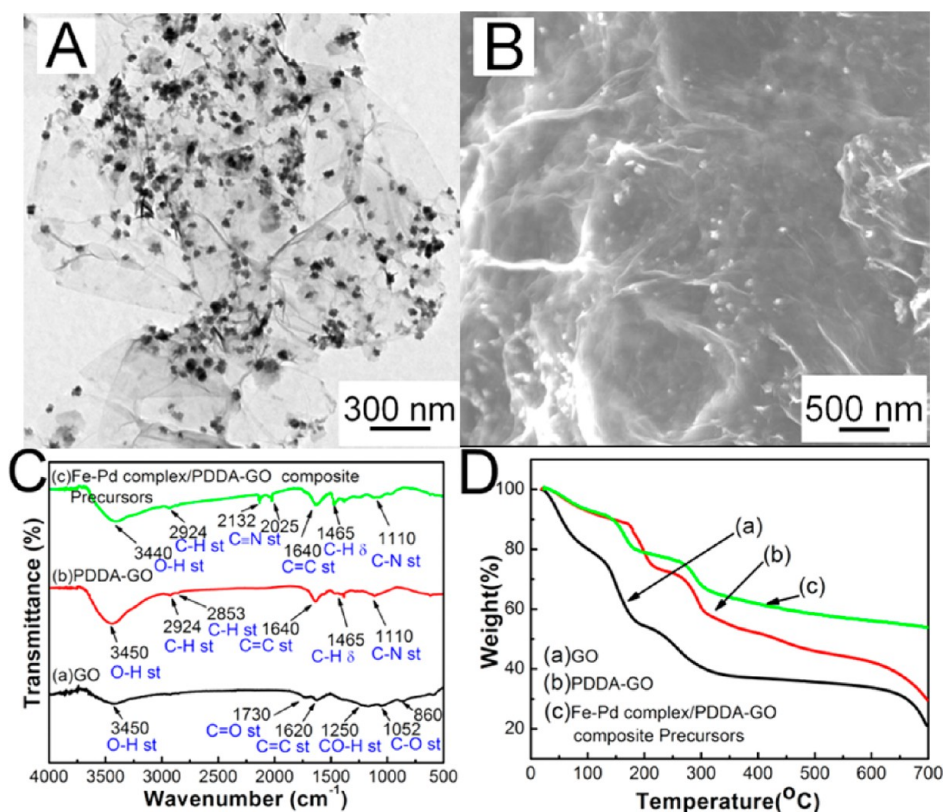 A
300 nm
B
500 nm
C
(c)Fe-Pd complex/PDDA-GO composite
Precursors
2924
C-H st
2132
2025
C≡N st
1465
C-H δ
1110
C-N st
3440
O-H st
1640
C=C st
(b)PDDA-GO
2853
C-H st
2924
C-H st
1640
C=C st
1465
C-H δ
1110
C-N st
3450
O-H st
(a)GO
3450
O-H st
1730
C=O st
1620
C=C st
1250
CO-H st
1052
C-O st
860
Transmittance (%)
4000 3500 3000 2500 2000 1500 1000 500
Wavenumber (cm-1)
D
100
80
60
40
20
Weight(%)
(a)
(b)
(c)
(a)GO
(b)PDDA-GO
(c)Fe-Pd complex/PDDA-GO
composite Precursors
0 100 200 300 400 500 600 700
Temperature(oC)